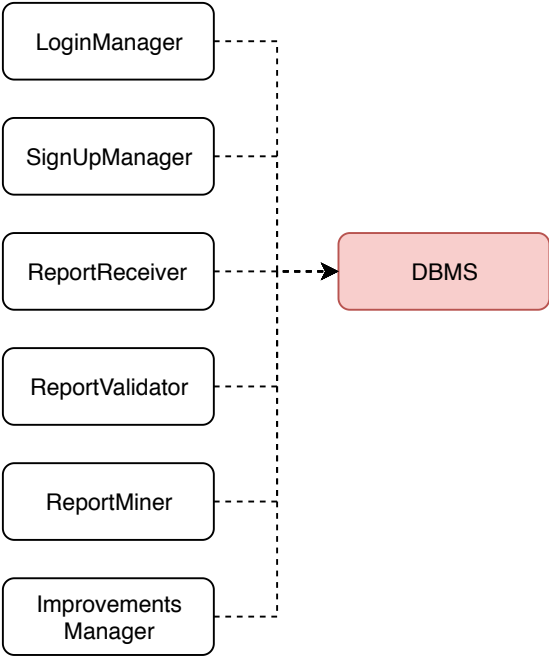 LoginManager
SignUpManager
ReportReceiver
DBMS
ReportValidator
ReportMiner
Improvements
Manager